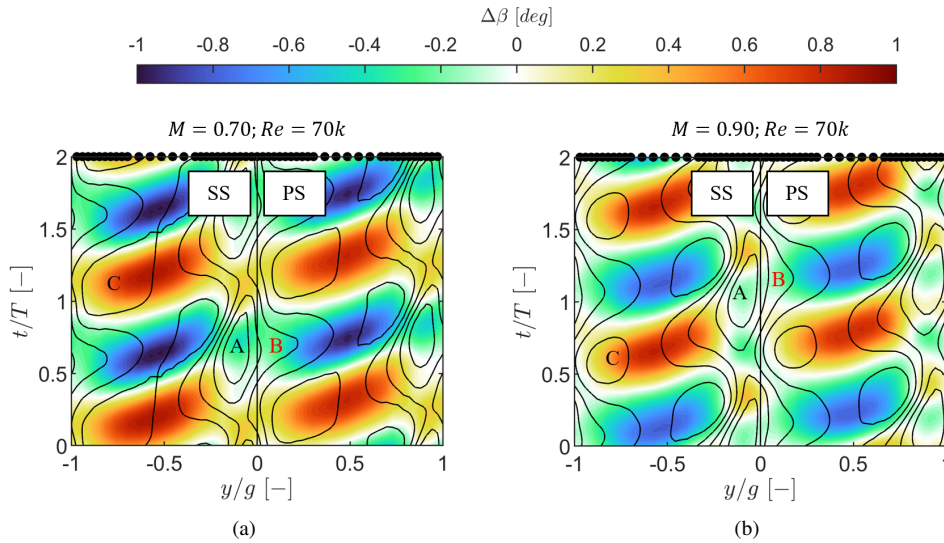 Δβ [deg]
-1 -0.8 -0.6 -0.4 -0.2 0 0.2 0.4 0.6 0.8 1
M = 0.70; Re = 70k
M = 0.90; Re = 70k
2
1.5
1
0.5
0
t/T [−]
SS
PS
C
A
B
-1 -0.5 0 0.5 1
y/g [−]
(a)
2
1.5
1
0.5
0
t/T [−]
SS
PS
B
A
C
-1 -0.5 0 0.5 1
y/g [−]
(b)